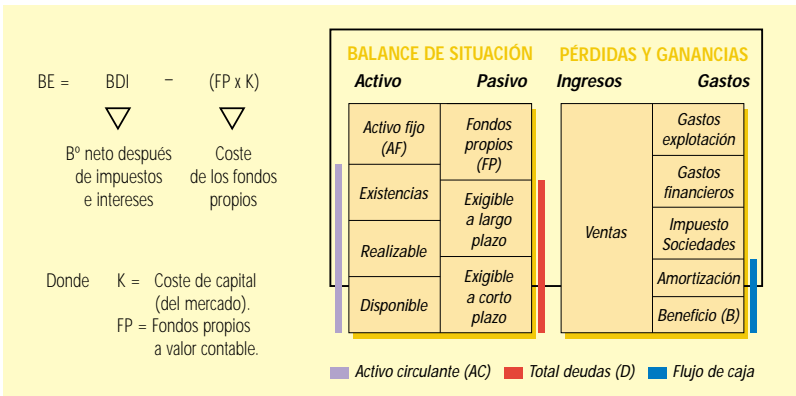 BE = BDI – (FP x K)
Bº neto después
de impuestos
e intereses
Coste
de los fondos
propios
Donde K = Coste de capital
(del mercado).
FP = Fondos propios
a valor contable.
BALANCE DE SITUACIÓN
Activo Pasivo
Activo fijo
(AF)
Existencias
Realizable
Disponible
Fondos
propios
(FP)
Exigible
a largo
plazo
Exigible
a corto
plazo
PÉRDIDAS Y GANANCIAS
Ingresos Gastos
Ventas
Gastos
explotación
Gastos
financieros
Impuesto
Sociedades
Amortización
Beneficio (B)
Activo circulante (AC) Total deudas (D) Flujo de caja